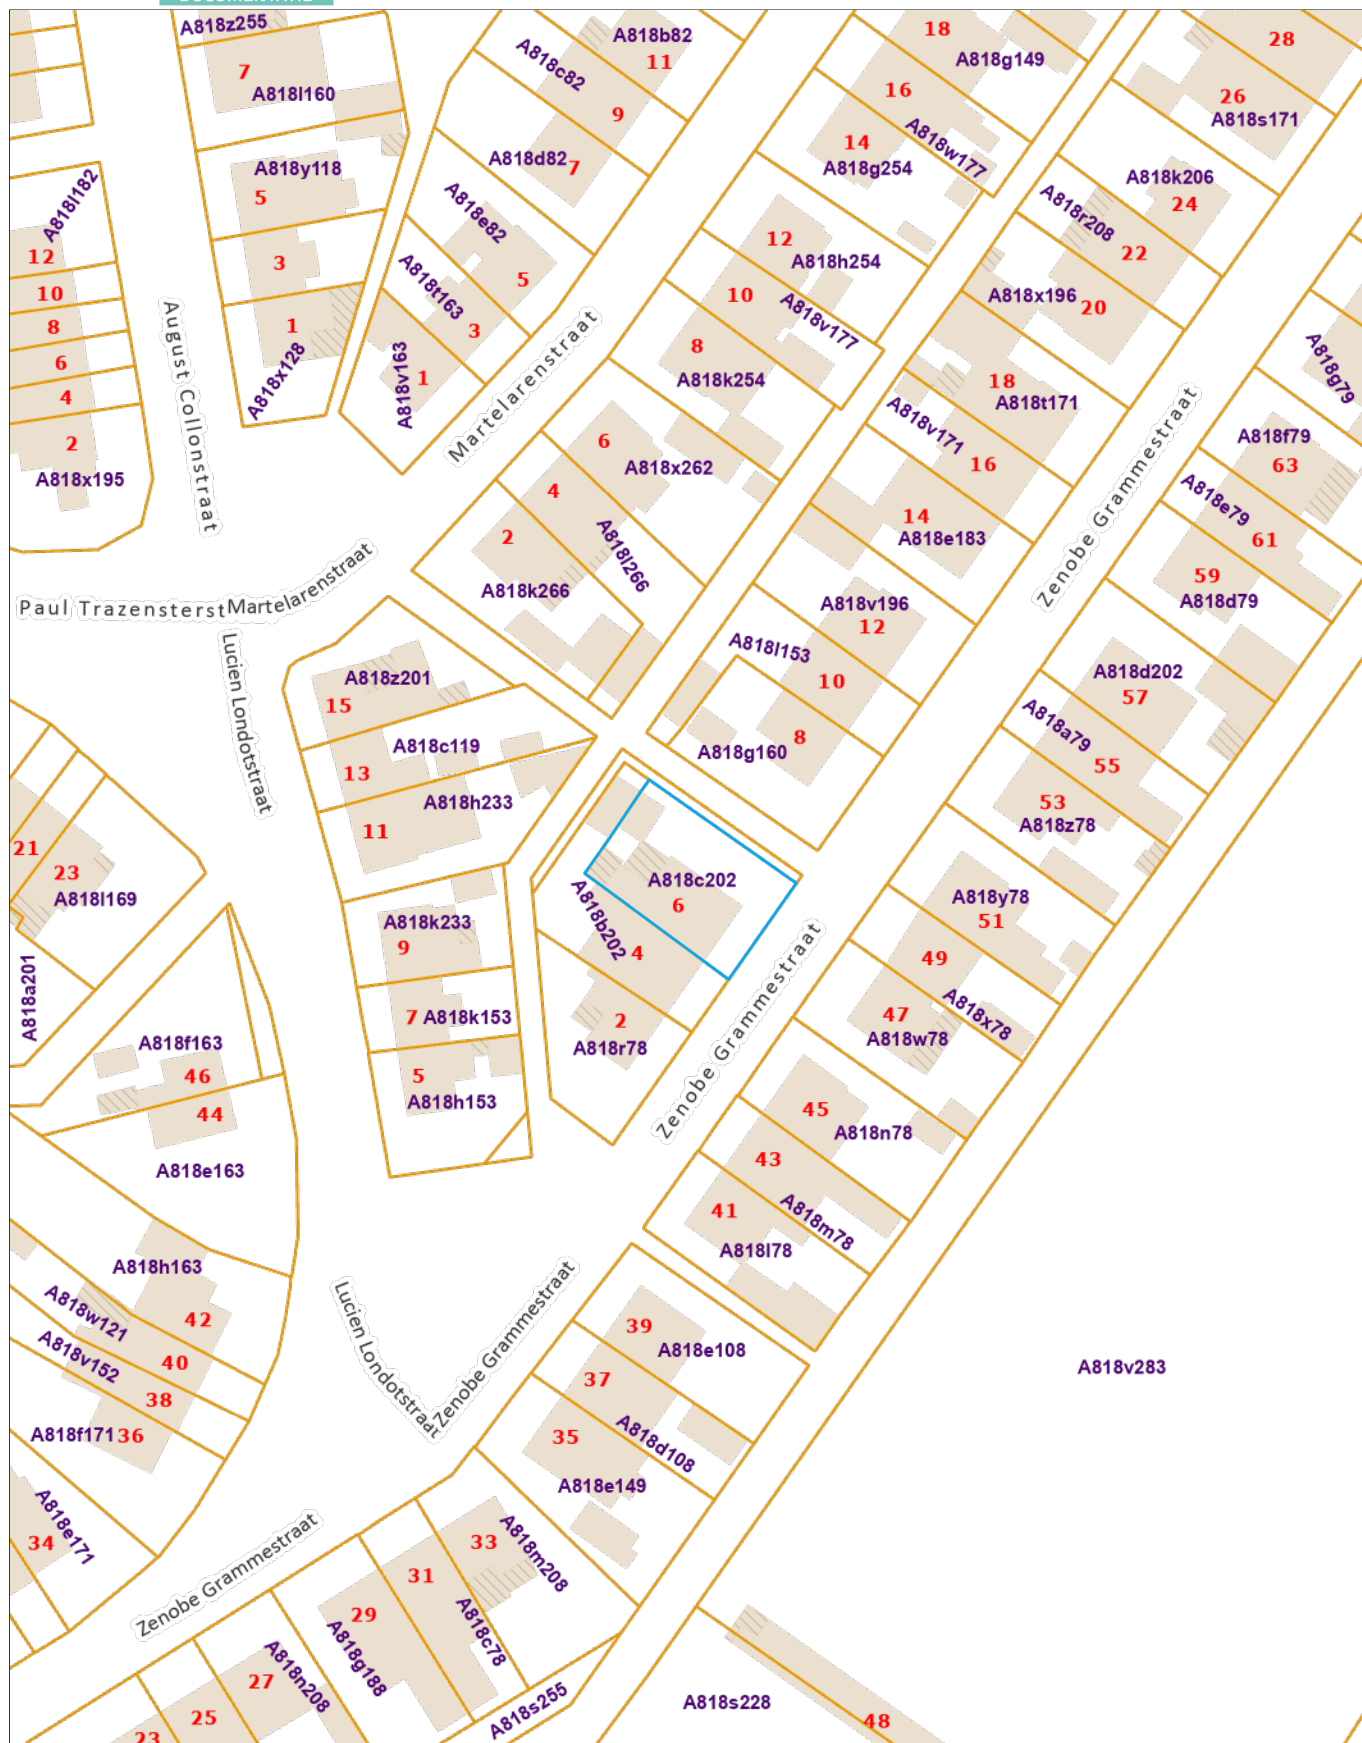 A818z255
7
A818l160
A818b82
11
A818c82
9
18
A818g149
28
16
14
A818w177
A818g254
26
A818s171
A818y118
5
A818d82
7
A818l182
A818e82
A818k206
24
A818r208
22
12
3
12
A818h254
10
A818t163
5
10
A818v177
A818x196
20
8
1
3
8
6
A818x128
A818v163
1
A818k254
18
A818t171
A818g79
4
August Collonstraat
Martelarenstraat
A818v171
A818f79
2
6
63
A818x195
A818x262
16
4
A818e79
14
A818e183
2
A818l266
61
Zenobe Grammestraat
Martelarenstraat
59
A818k266
A818d79
Paul Trazensterst
A818v196
12
A818l153
A818z201
A818d202
57
15
10
Lucien Londotstraat
A818a79
A818c119
8
A818g160
55
13
A818h233
53
A818z78
11
21
23
A818l169
A818c202
A818y78
6
51
A818b202
A818k233
9
4
49
A818a201
7
A818k153
2
47
A818x78
A818w78
A818f163
A818r78
46
5
Zenobe Grammestraat
A818h153
44
45
A818n78
A818e163
43
41
A818m78
A818l78
A818h163
A818w121
42
A818v152
40
39
A818e108
Lucien Londotstraat
Zenobe Grammestraat
A818v283
38
37
A818f171
36
35
A818d108
A818e149
A818e171
34
33
A818m208
Zenobe Grammestraat
31
29
A818c78
A818g188
27
A818n208
A818s255
A818s228
25
48
23